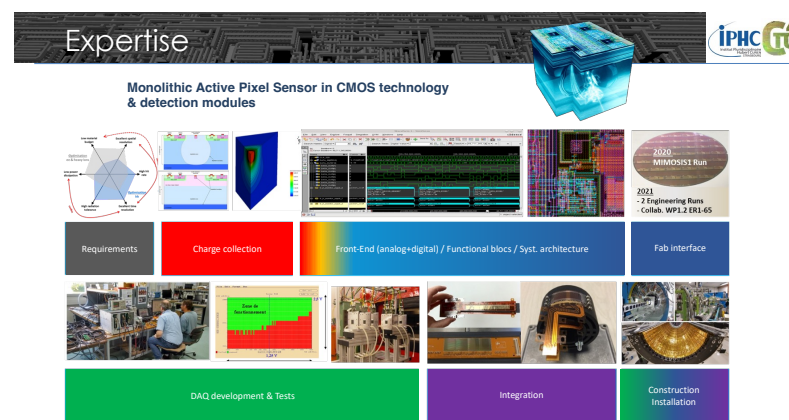 Expertise
iPHC
Monolithic Active Pixel Sensor in CMOS technology
& detection modules
2020
MIMOSIS1 Run
2021
- 2 Engineering Runs
- Collab. WP1.2 ER1-65
Requirements
Charge collection
Front-End (analog+digital) / Functional blocs / Syst. architecture
Fab interface
Zone de
fonctionnement
1.25 V
DAQ development & Tests
Integration
Construction
Installation